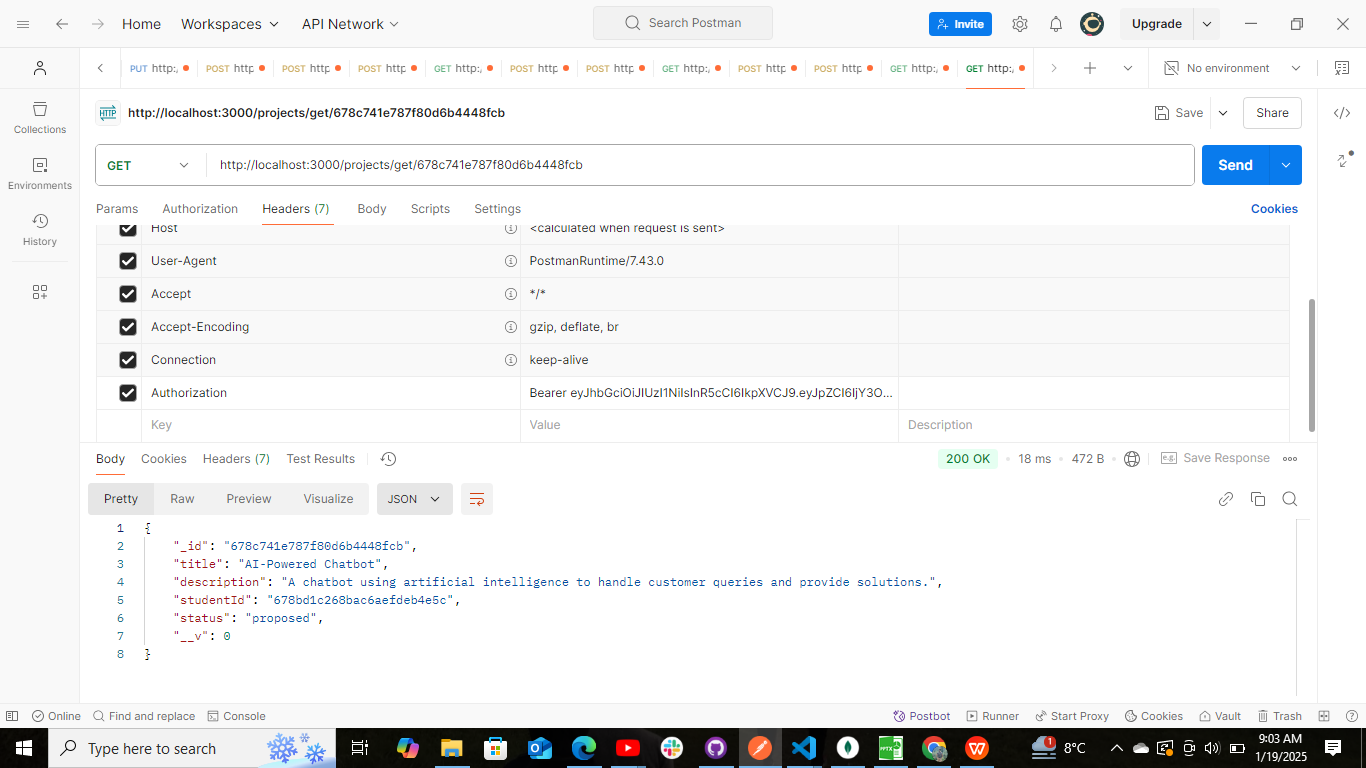 Home Workspaces API Network Search Postman Invite Upgrade
PUT http:/ POST http POST http POST http GET http:/ POST http POST http GET http:/ POST http POST http GET http:/ GET http:/ No environment
HTTP http://localhost:3000/projects/get/678c741e787f80d6b4448fcb Save Share
Collections
GET http://localhost:3000/projects/get/678c741e787f80d6b4448fcb Send
Environments
Params Authorization Headers (7) Body Scripts Settings Cookies
History
Host <calculated when request is sent>
User-Agent PostmanRuntime/7.43.0
Accept */*
Accept-Encoding gzip, deflate, br
Connection keep-alive
Authorization Bearer eyJhbGciOiJIUzI1NiIsInR5cCI6IkpXVCJ9.eyJpZCI6IjY3O...
Key Value Description
Body Cookies Headers (7) Test Results 200 OK 18 ms 472 B e.g. Save Response
Pretty Raw Preview Visualize JSON
1 {
2 "_id": "678c741e787f80d6b4448fcb",
3 "title": "AI-Powered Chatbot",
4 "description": "A chatbot using artificial intelligence to handle customer queries and provide solutions.",
5 "studentId": "678bd1c268bac6aefdeb4e5c",
6 "status": "proposed",
7 "__v": 0
8 }
Online Find and replace Console Postbot Runner Start Proxy Cookies Vault Trash
Type here to search 1 8°C 9:03 AM
1/19/2025